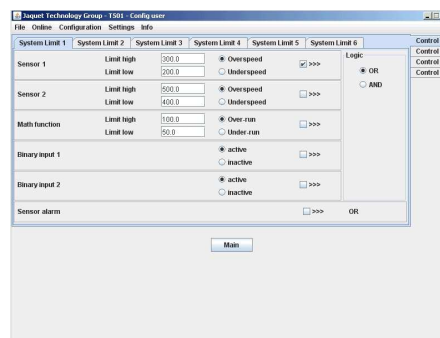 Jaquet Technology Group - T501 - Config user
File Online Configuration Settings Info
System Limit 1 System Limit 2 System Limit 3 System Limit 4 System Limit 5 System Limit 6
Control
Control
Control
Control
Logic
OR
AND
Sensor 1 Limit high 300.0 Overspeed >>>
Limit low 200.0 Underspeed
Sensor 2 Limit high 500.0 Overspeed >>>
Limit low 400.0 Underspeed
Math function Limit high 100.0 Over-run >>>
Limit low 50.0 Under-run
Binary input 1 active >>>
inactive
Binary input 2 active >>>
inactive
Sensor alarm >>> OR
Main